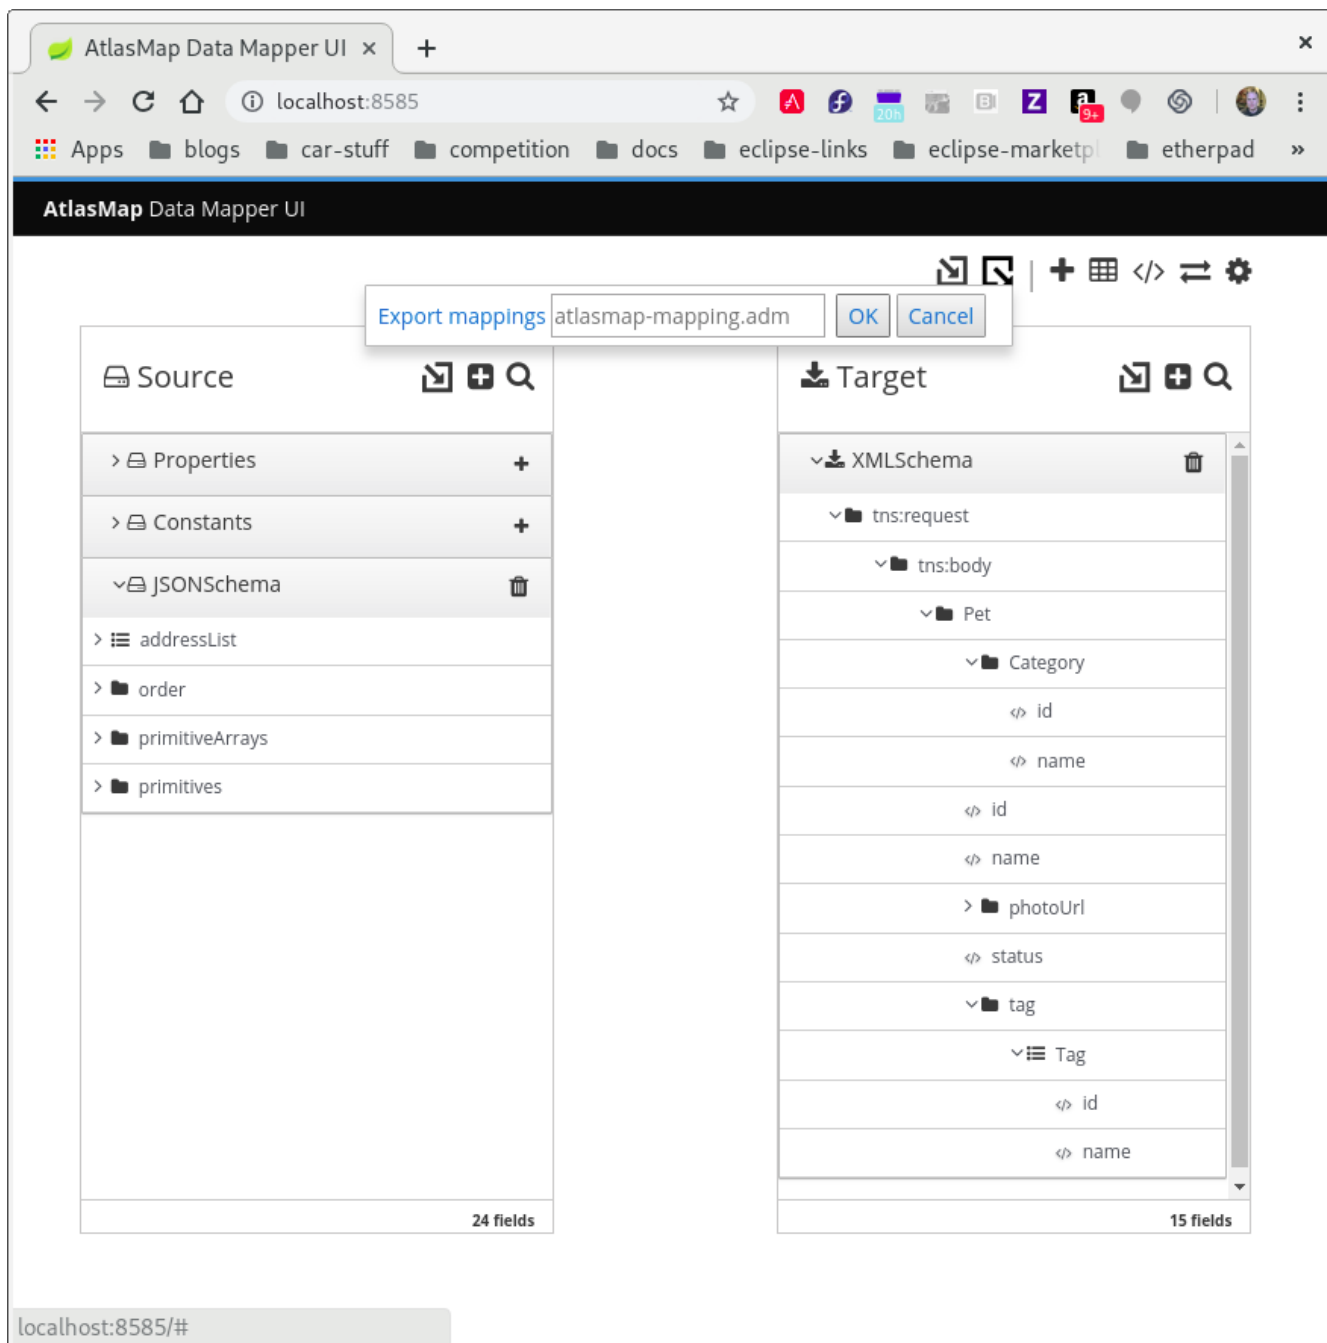 AtlasMap Data Mapper UI
localhost:8585
20h
B
Z
a
9+
Apps blogs car-stuff competition docs eclipse-links eclipse-marketpl etherpad »
AtlasMap Data Mapper UI
Export mappings atlasmap-mapping.adm OK Cancel
Source
Properties
Constants
JSONSchema
addressList
order
primitiveArrays
primitives
24 fields
Target
XMLSchema
tns:request
tns:body
Pet
Category
id
name
id
name
photoUrl
status
tag
Tag
id
name
15 fields
localhost:8585/#